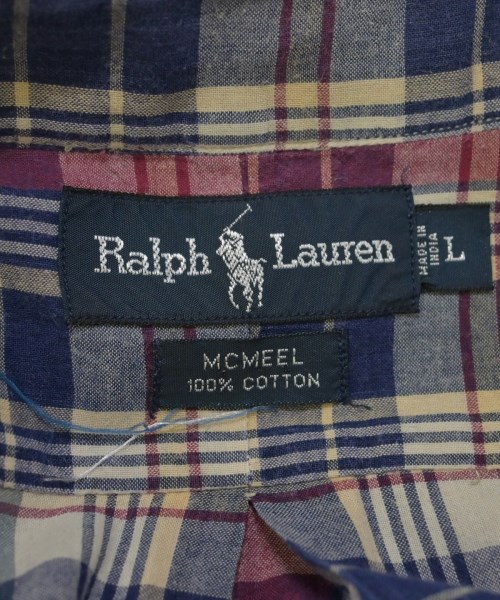 Ralph Lauren
MADE IN
INDIA
L
MCMEEL
100% COTTON